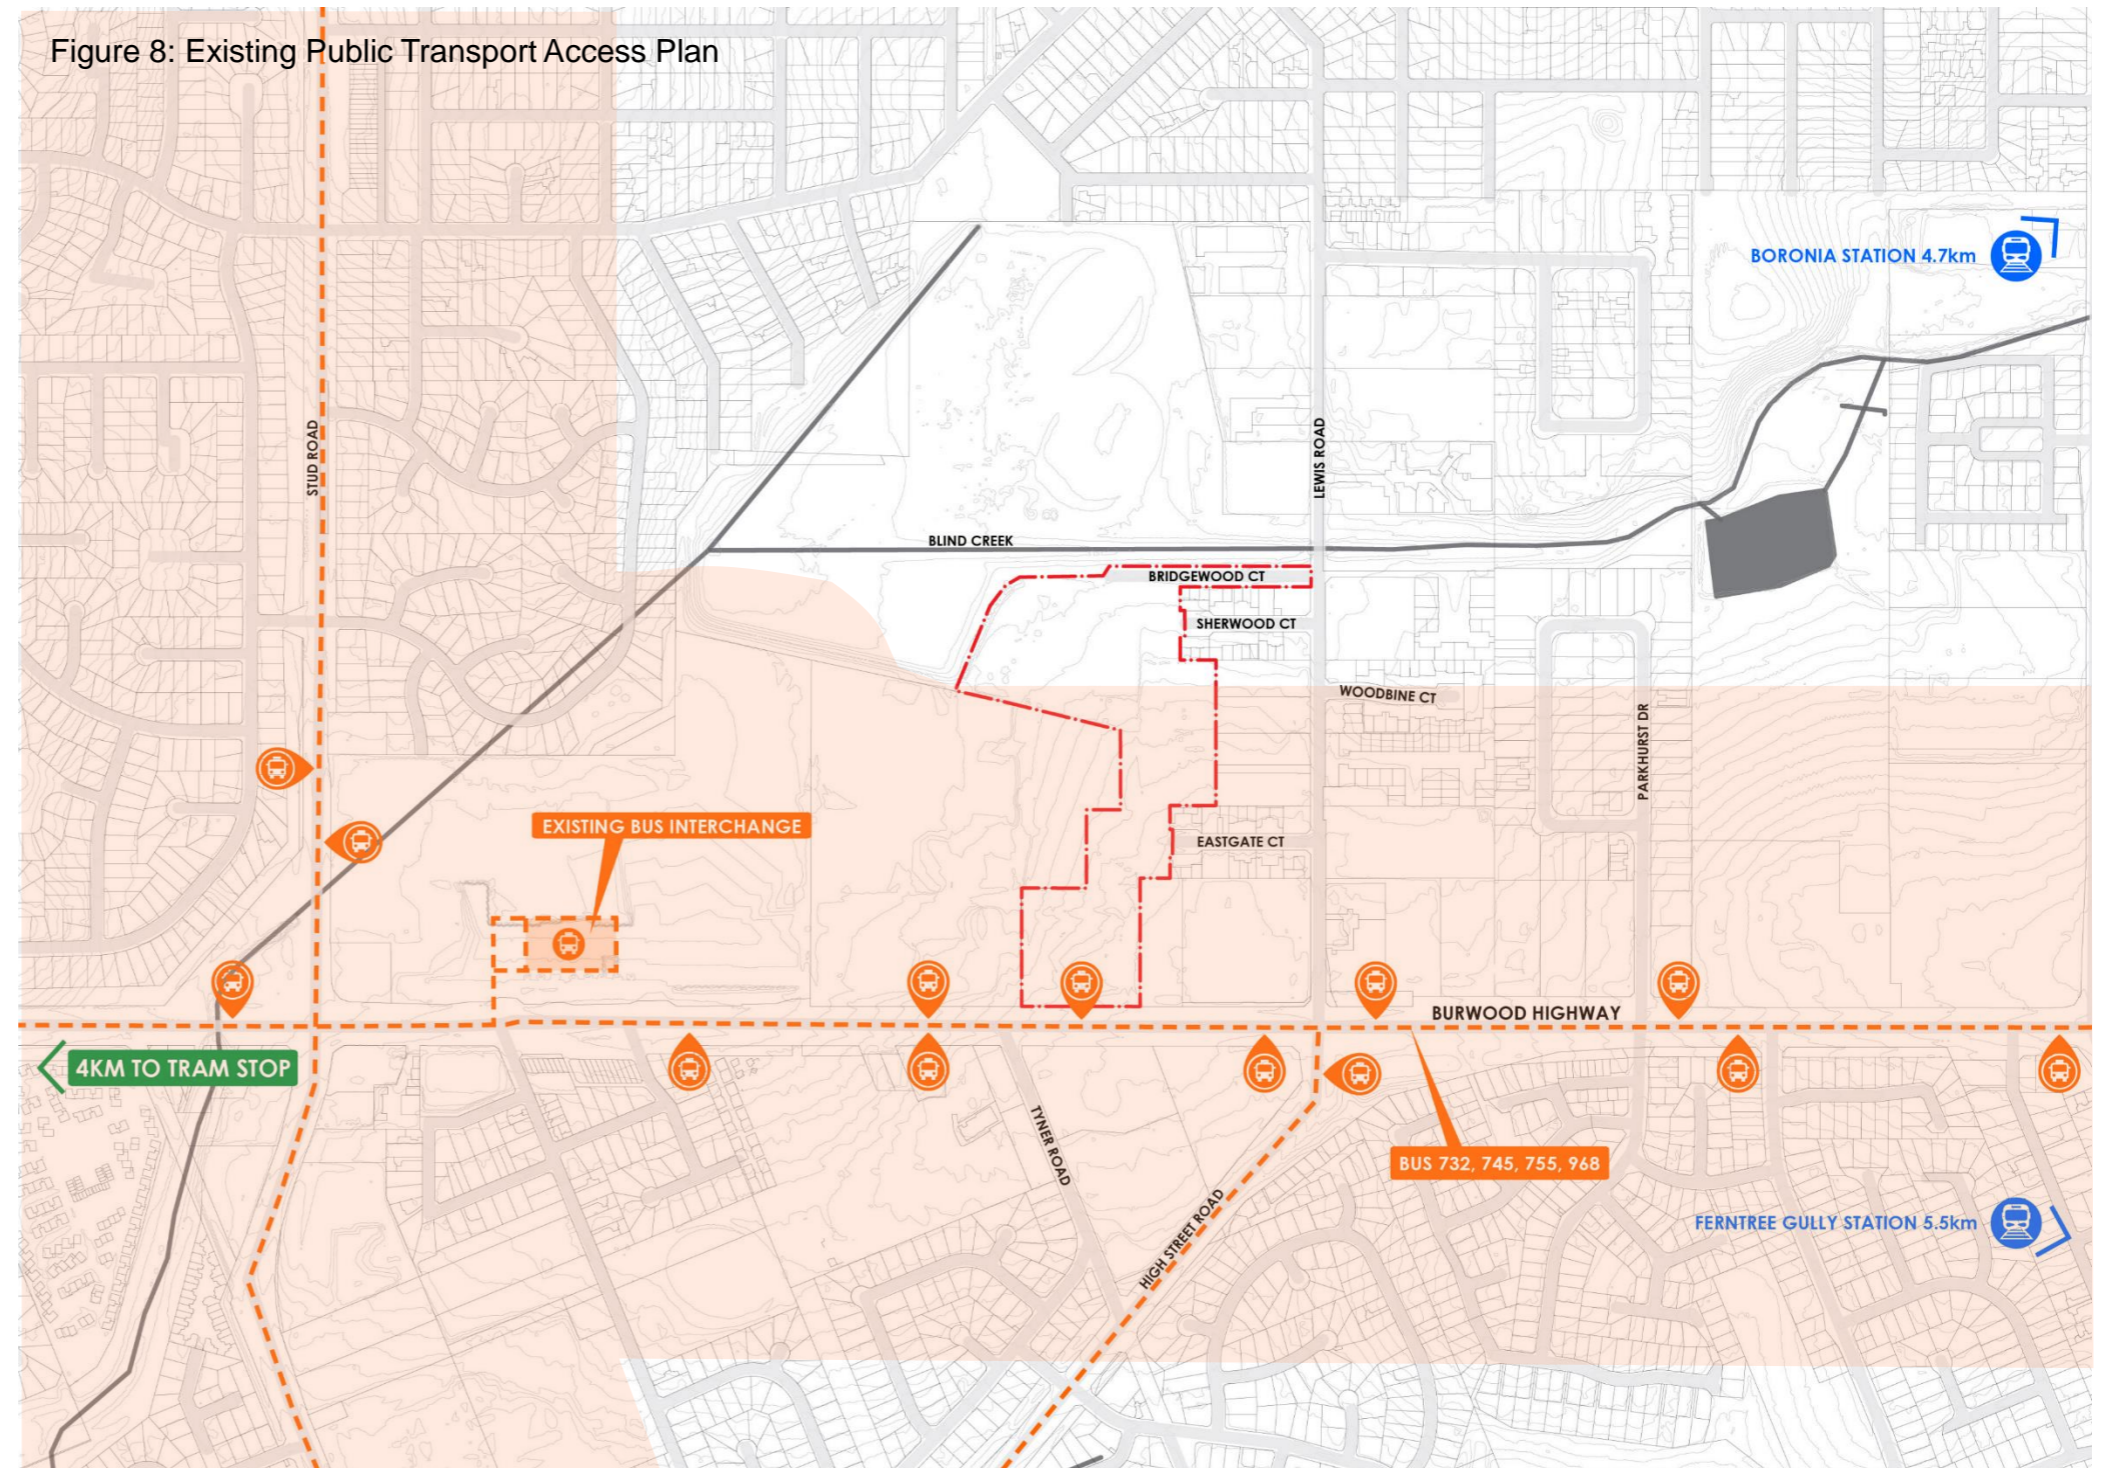 Figure 8: Existing Public Transport Access Plan
BORONIA STATION 4.7km
STUD ROAD
LEWIS ROAD
BLIND CREEK
BRIDGEWOOD CT
SHERWOOD CT
WOODBINE CT
PARKHURST DR
EXISTING BUS INTERCHANGE
EASTGATE CT
BURWOOD HIGHWAY
4KM TO TRAM STOP
TYNER ROAD
BUS 732, 745, 755, 968
HIGH STREET ROAD
FERNTREE GULLY STATION 5.5km